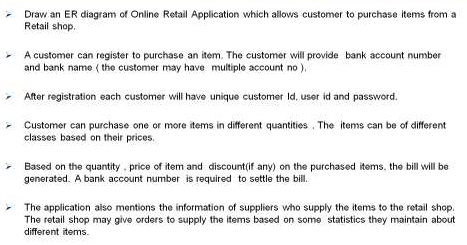 ➢ Draw an ER diagram of Online Retail Application which allows customer to purchase items from a
Retail shop.
➢ A customer can register to purchase an item. The customer will provide bank account number
and bank name ( the customer may have multiple account no ).
➢ After registration each customer will have unique customer Id, user id and password.
➢ Customer can purchase one or more items in different quantities . The items can be of different
classes based on their prices.
➢ Based on the quantity , price of item and discount(if any) on the purchased items, the bill will be
generated. A bank account number is required to settle the bill.
➢ The application also mentions the information of suppliers who supply the items to the retail shop.
The retail shop may give orders to supply the items based on some statistics they maintain about
different items.